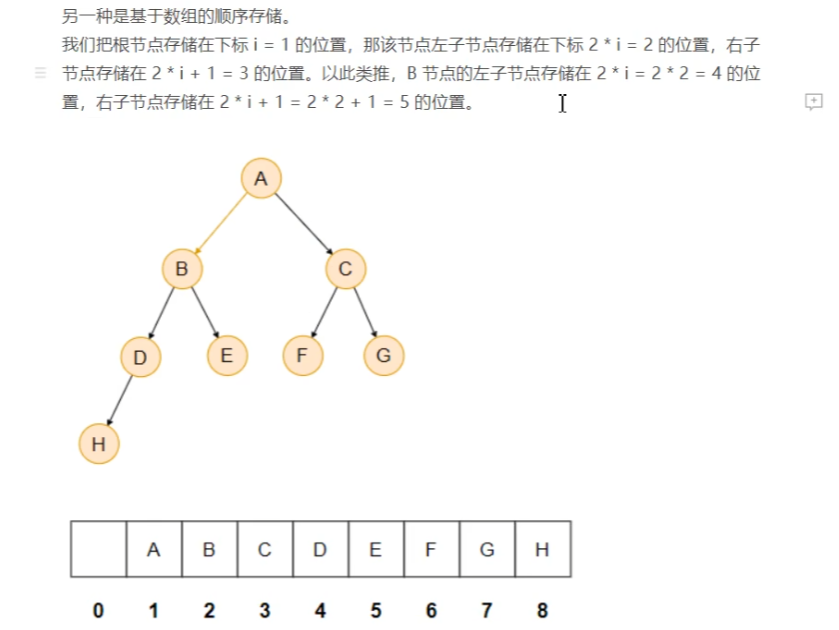 另一种是基于数组的顺序存储。
我们把根节点存储在下标 i = 1 的位置，那该节点左子节点存储在下标 2 * i = 2 的位置，右子
节点存储在 2 * i + 1 = 3 的位置。以此类推，B 节点的左子节点存储在 2 * i = 2 * 2 = 4 的位
置，右子节点存储在 2 * i + 1 = 2 * 2 + 1 = 5 的位置。
A
B C
D E F G
H
A B C D E F G H
0 1 2 3 4 5 6 7 8